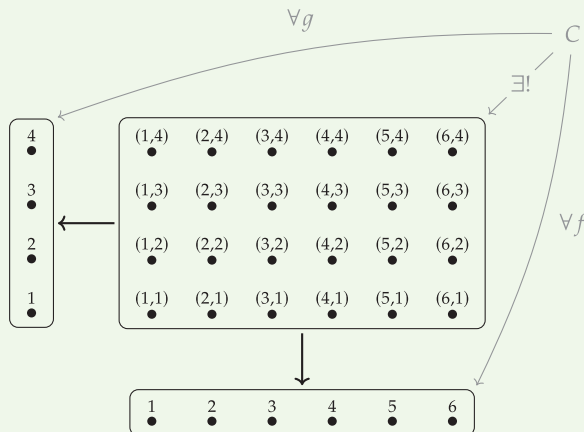 ∀g
C
∃!
4
(1,4) (2,4) (3,4) (4,4) (5,4) (6,4)
3
(1,3) (2,3) (3,3) (4,3) (5,3) (6,3)
∀f
2
(1,2) (2,2) (3,2) (4,2) (5,2) (6,2)
1
(1,1) (2,1) (3,1) (4,1) (5,1) (6,1)
1 2 3 4 5 6